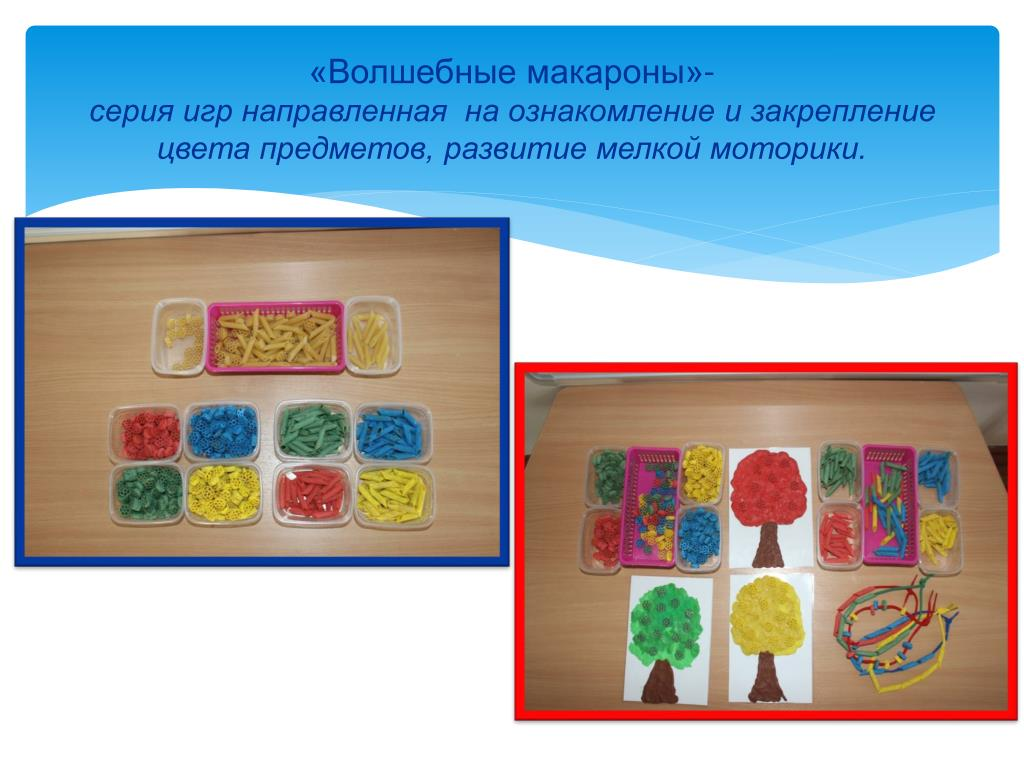 «Волшебные макароны»-
серия игр направленная  на ознакомление и закрепление
цвета предметов, развитие мелкой моторики.